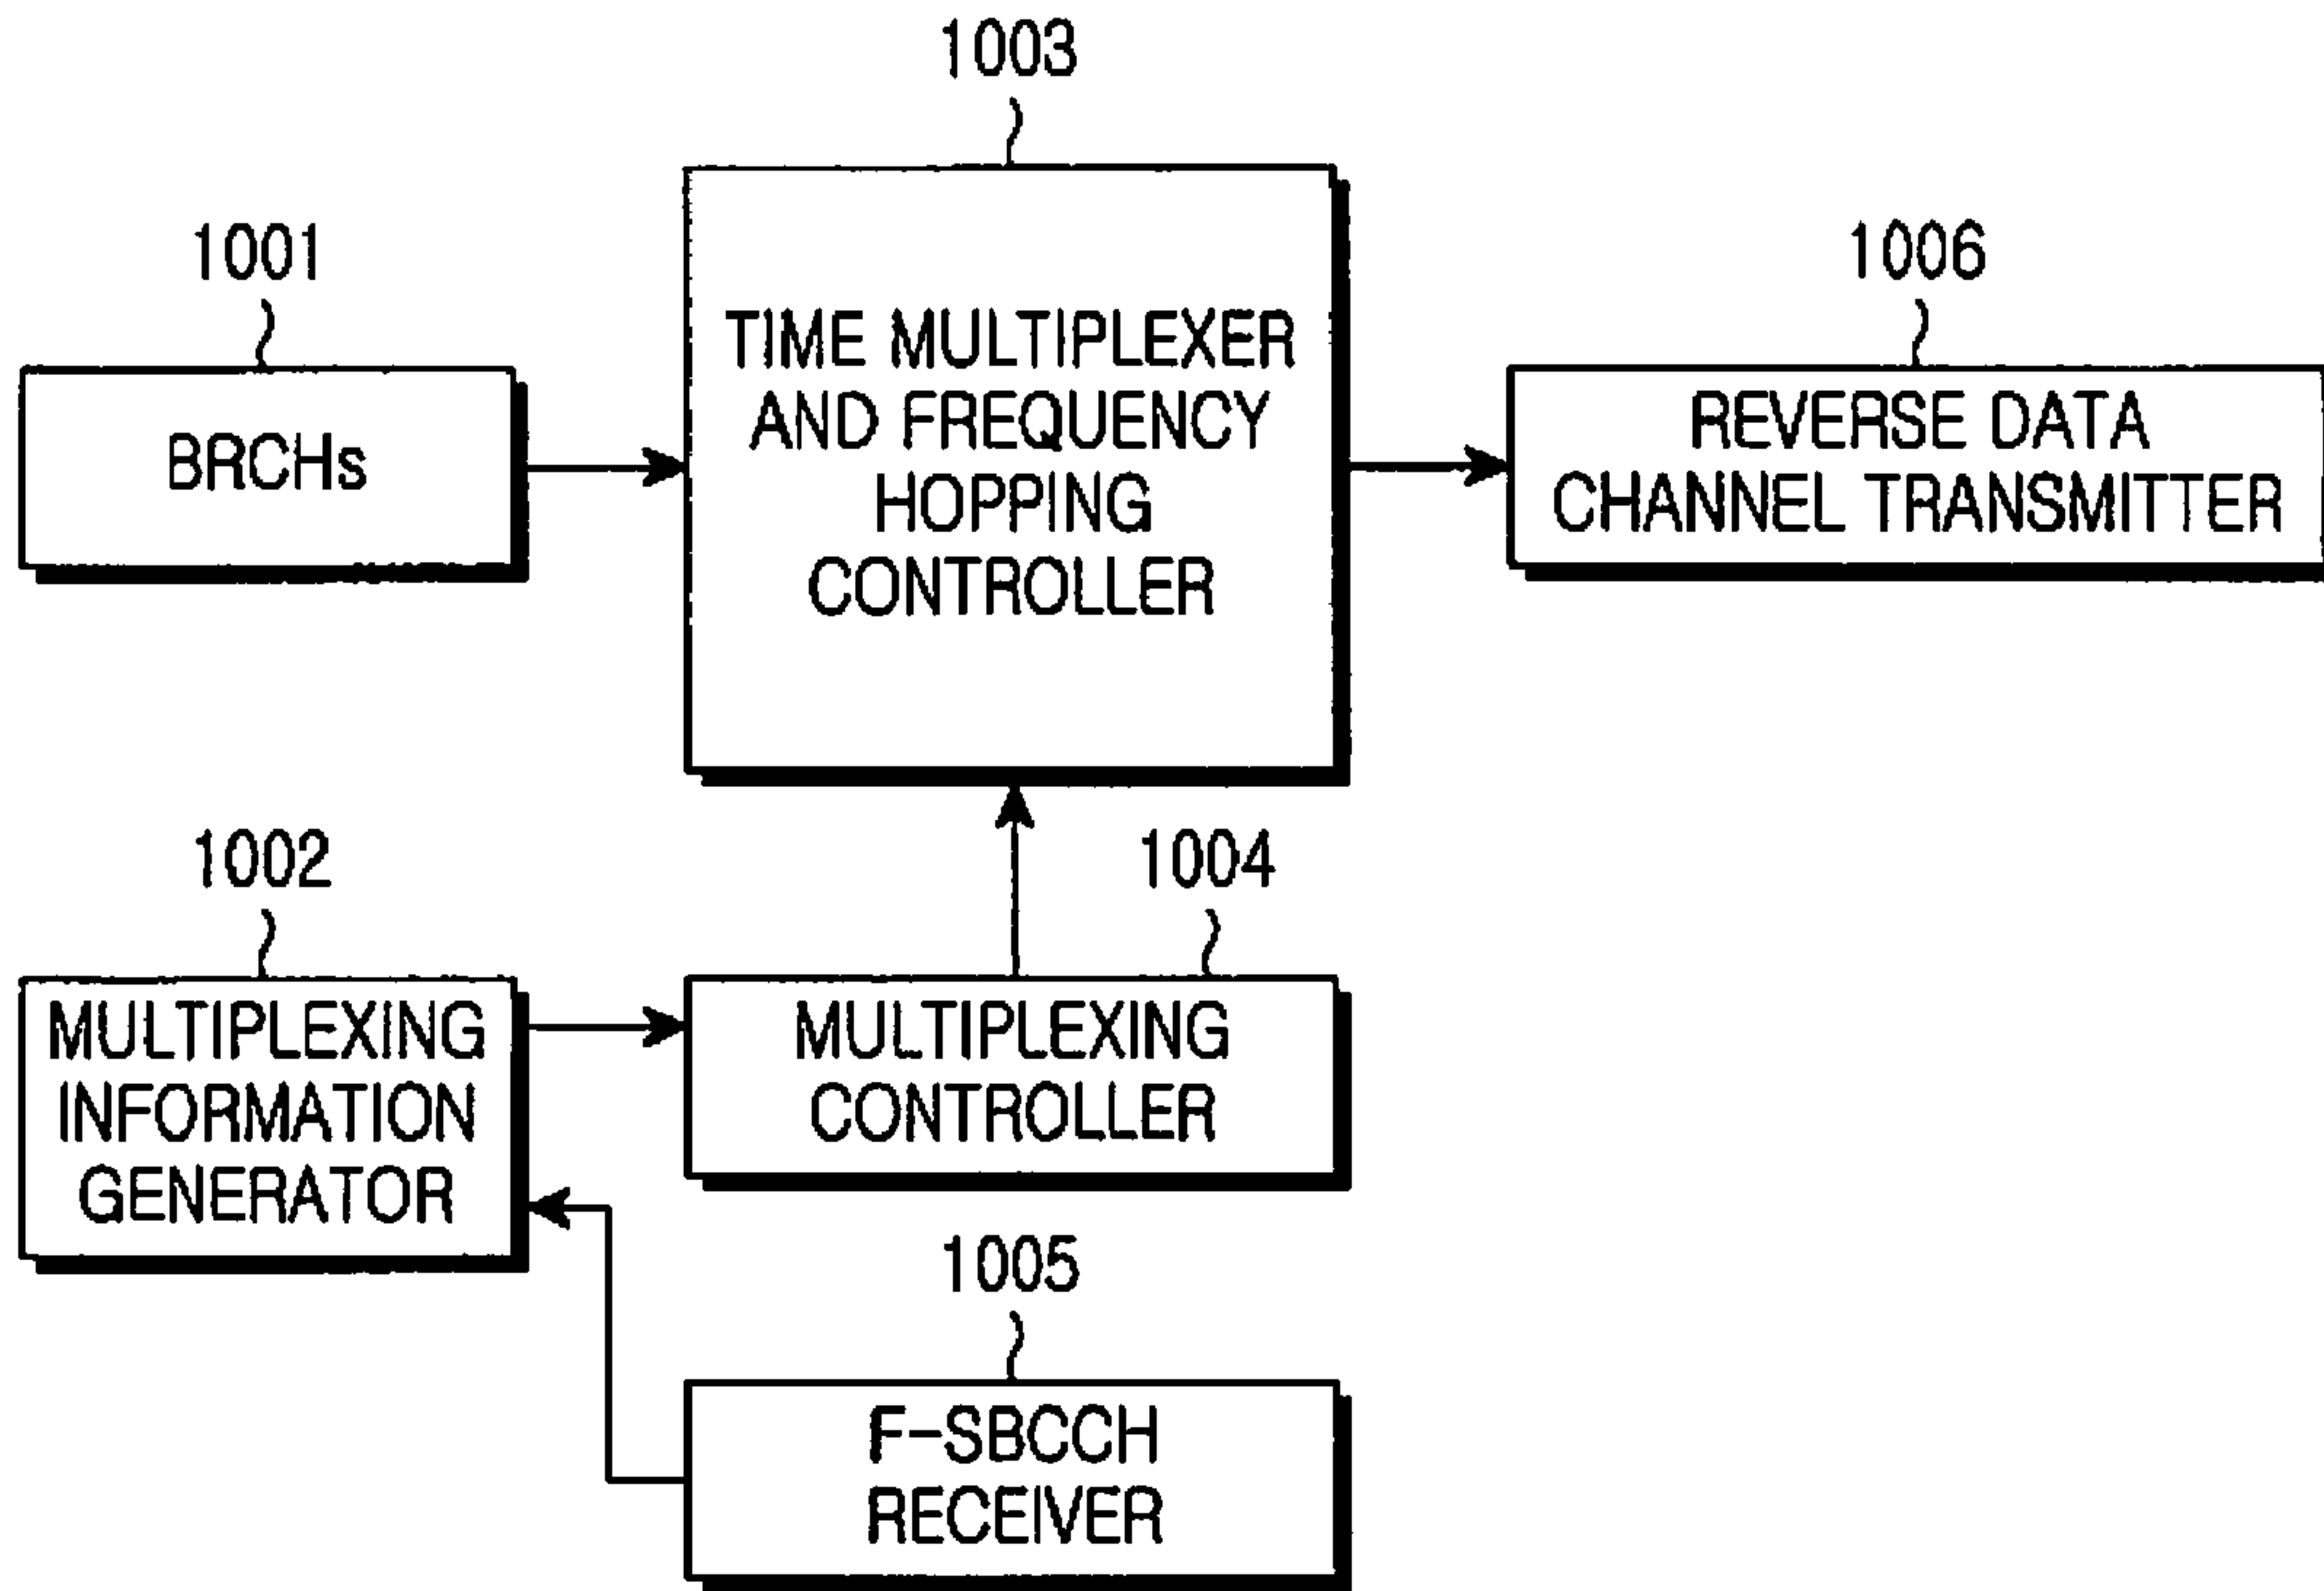 1003
1001
1006
TIME MULTIPLEXER
AND FREQUENCY
HOPPING
CONTROLLER
BRCHs
REVERSE DATA
CHANNEL TRANSMITTER
1002
1004
MULTIPLEXING
INFORMATION
GENERATOR
MULTIPLEXING
CONTROLLER
1005
F-SBCCH
RECEIVER